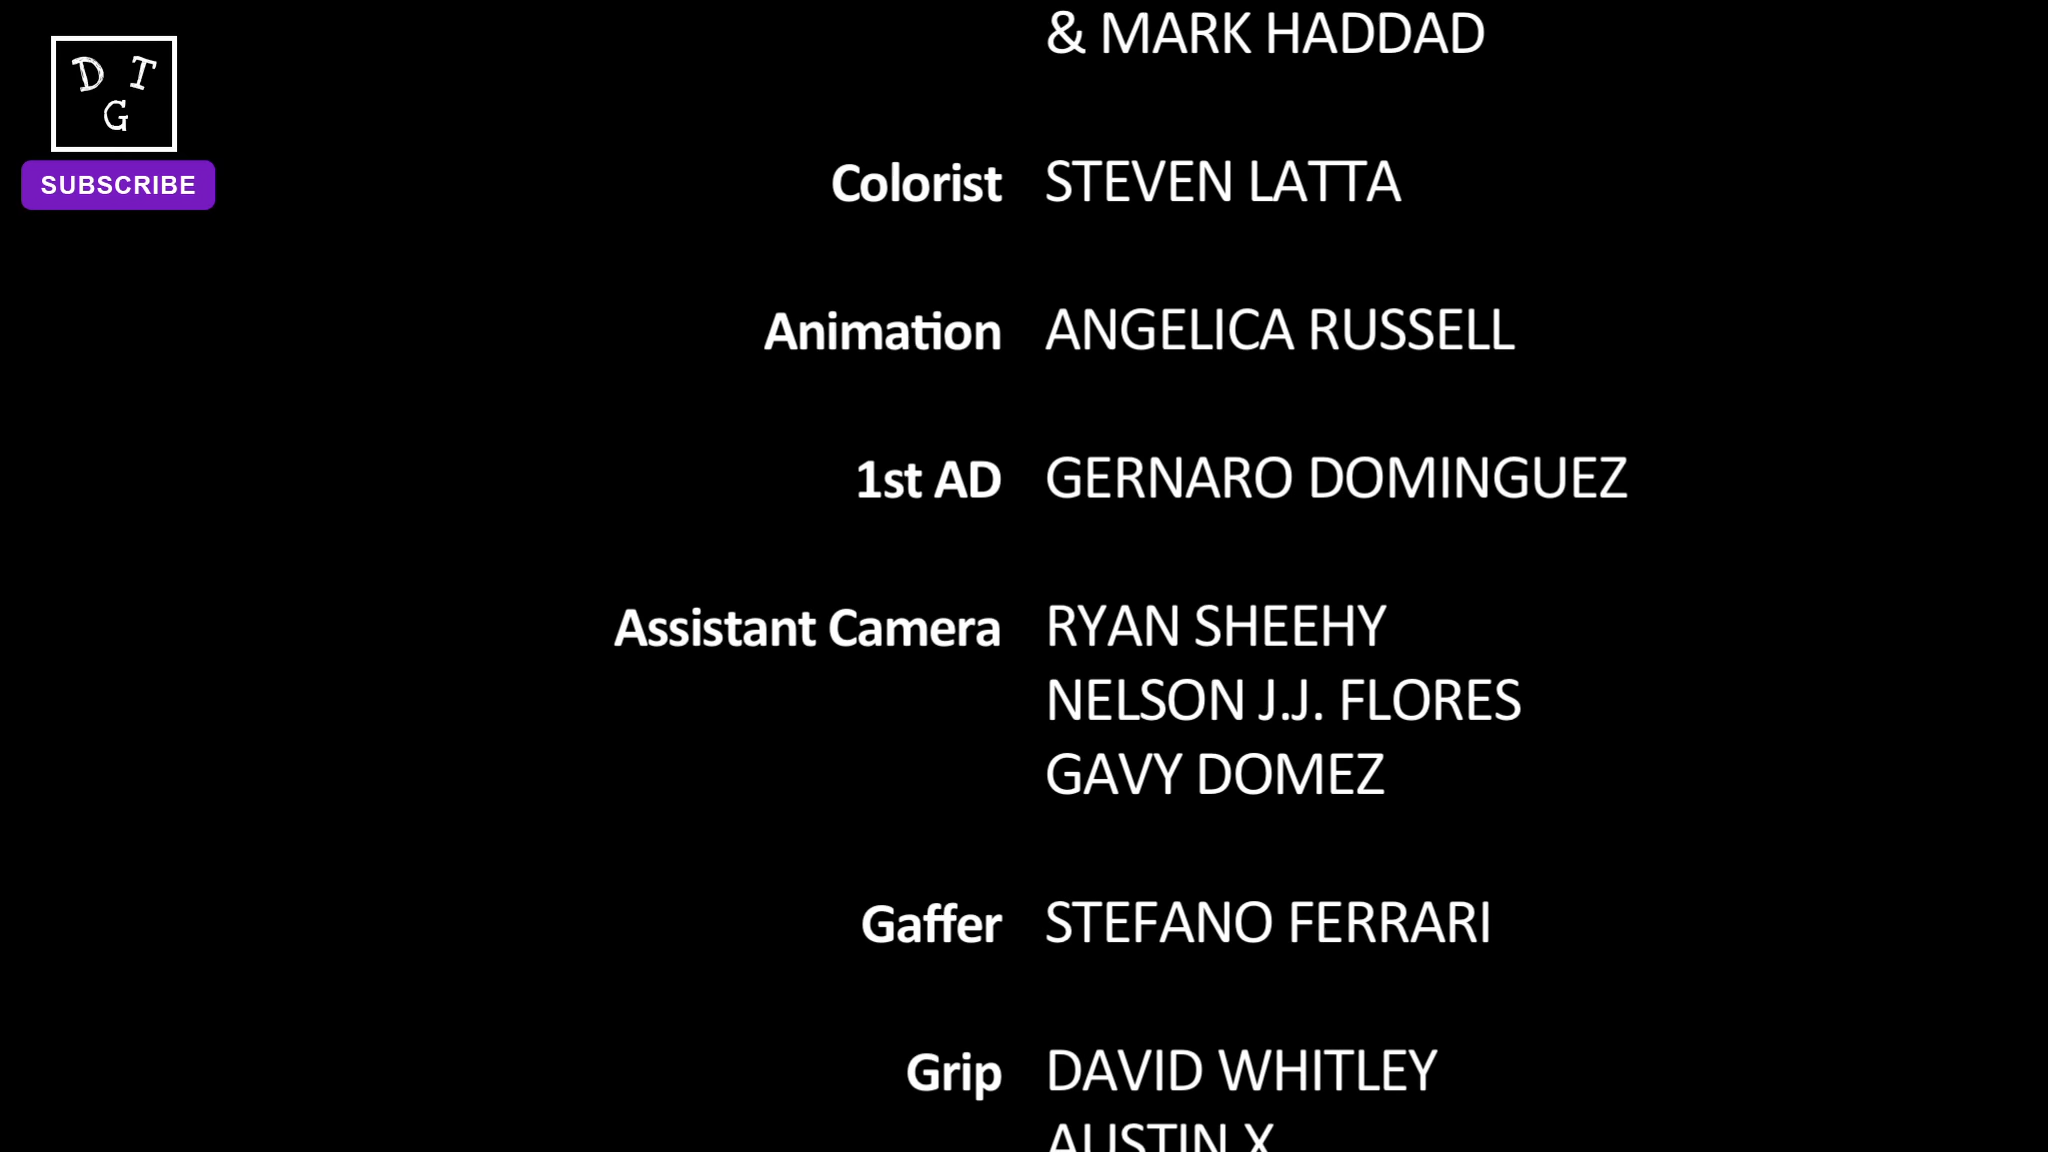 D T
G
SUBSCRIBE
& MARK HADDAD
Colorist STEVEN LATTA
Animation ANGELICA RUSSELL
1st AD GERNARO DOMINGUEZ
Assistant Camera RYAN SHEEHY
NELSON J.J. FLORES
GAVY DOMEZ
Gaffer STEFANO FERRARI
Grip DAVID WHITLEY
AUSTIN X